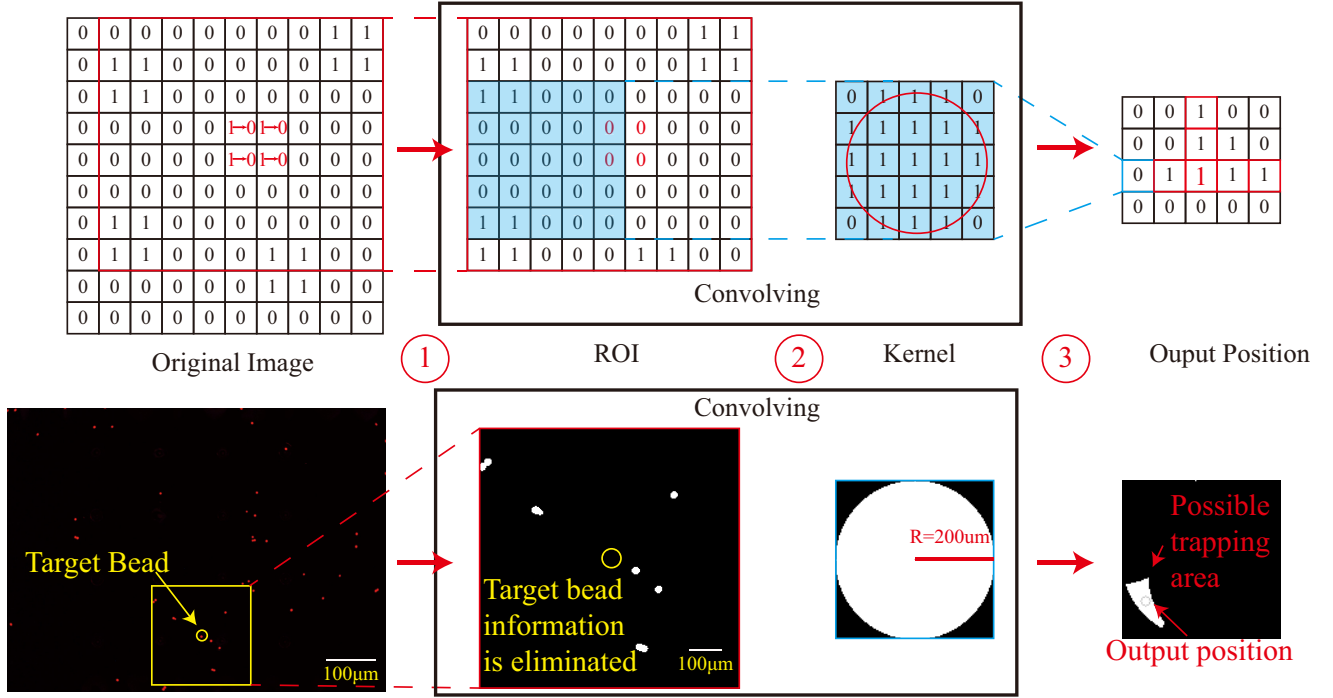 0 0 0 0 0 0 0 0 1 1
0 1 1 0 0 0 0 0 1 1
0 1 1 0 0 0 0 0 0 0
0 0 0 0 0 1→0 1→0 0 0 0
0 0 0 0 0 1→0 1→0 0 0 0
0 0 0 0 0 0 0 0 0 0
0 1 1 0 0 0 0 0 0 0
0 1 1 0 0 0 1 1 0 0
0 0 0 0 0 0 1 1 0 0
0 0 0 0 0 0 0 0 0 0
Original Image
1
0 0 0 0 0 0 0 1 1
1 1 0 0 0 0 0 1 1
1 1 0 0 0 0 0 0 0
0 0 0 0 0 0 0 0 0
0 0 0 0 0 0 0 0 0
0 0 0 0 0 0 0 0 0
1 1 0 0 0 0 0 0 0
1 1 0 0 0 1 1 0 0
ROI
2
0 1 1 1 0
1 1 1 1 1
1 1 1 1 1
1 1 1 1 1
0 1 1 1 0
Convolving
Kernel
3
0 0 1 0 0
0 0 1 1 0
0 1 1 1 1
0 0 0 0 0
Ouput Position
Target Bead
100μm
Convolving
Target bead
information
is eliminated
100μm
R=200um
Possible
trapping
area
Output position